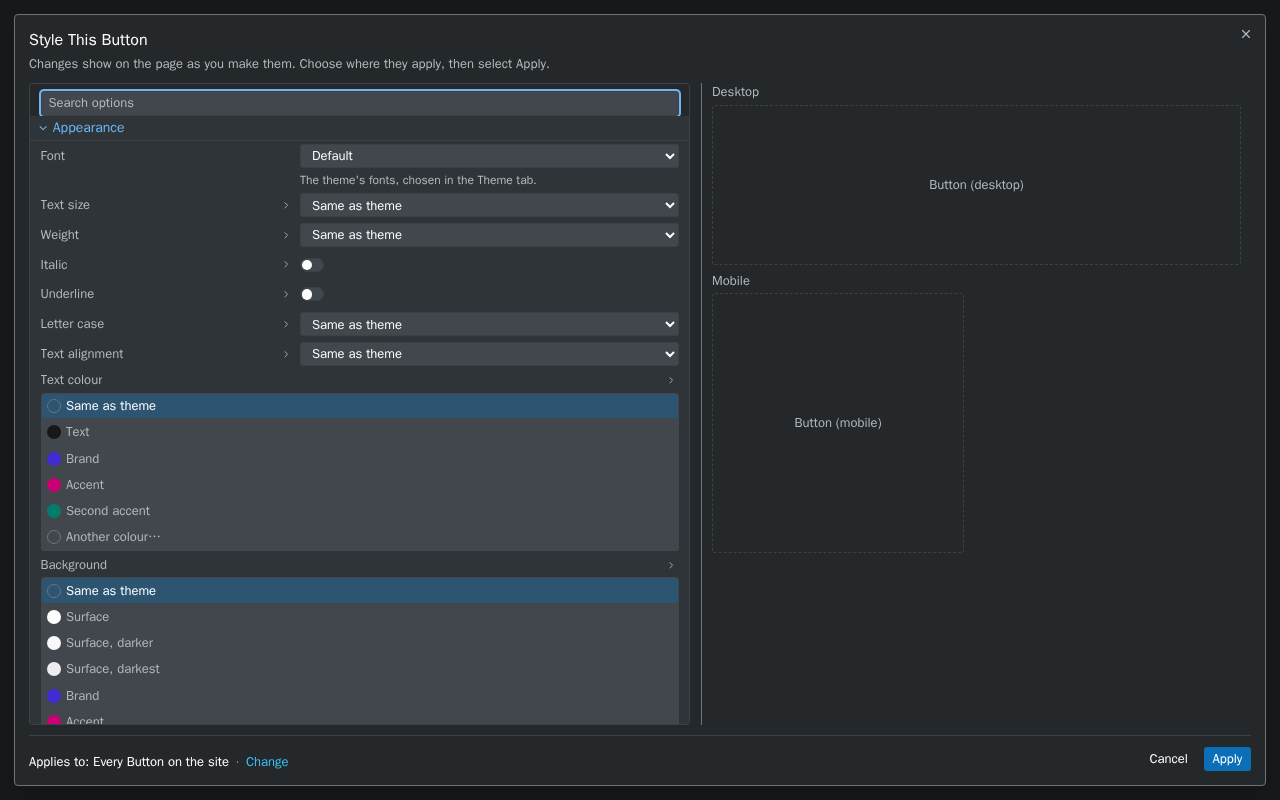 Style This Button
Changes show on the page as you make them. Choose where they apply, then select Apply.
Search options
Appearance
Font
Default
The theme's fonts, chosen in the Theme tab.
Text size
Same as theme
Weight
Same as theme
Italic
Underline
Letter case
Same as theme
Text alignment
Same as theme
Text colour
Same as theme
Text
Brand
Accent
Second accent
Another colour…
Background
Same as theme
Surface
Surface, darker
Surface, darkest
Brand
Accent
Desktop
Button (desktop)
Mobile
Button (mobile)
Applies to: Every Button on the site · Change
Cancel
Apply